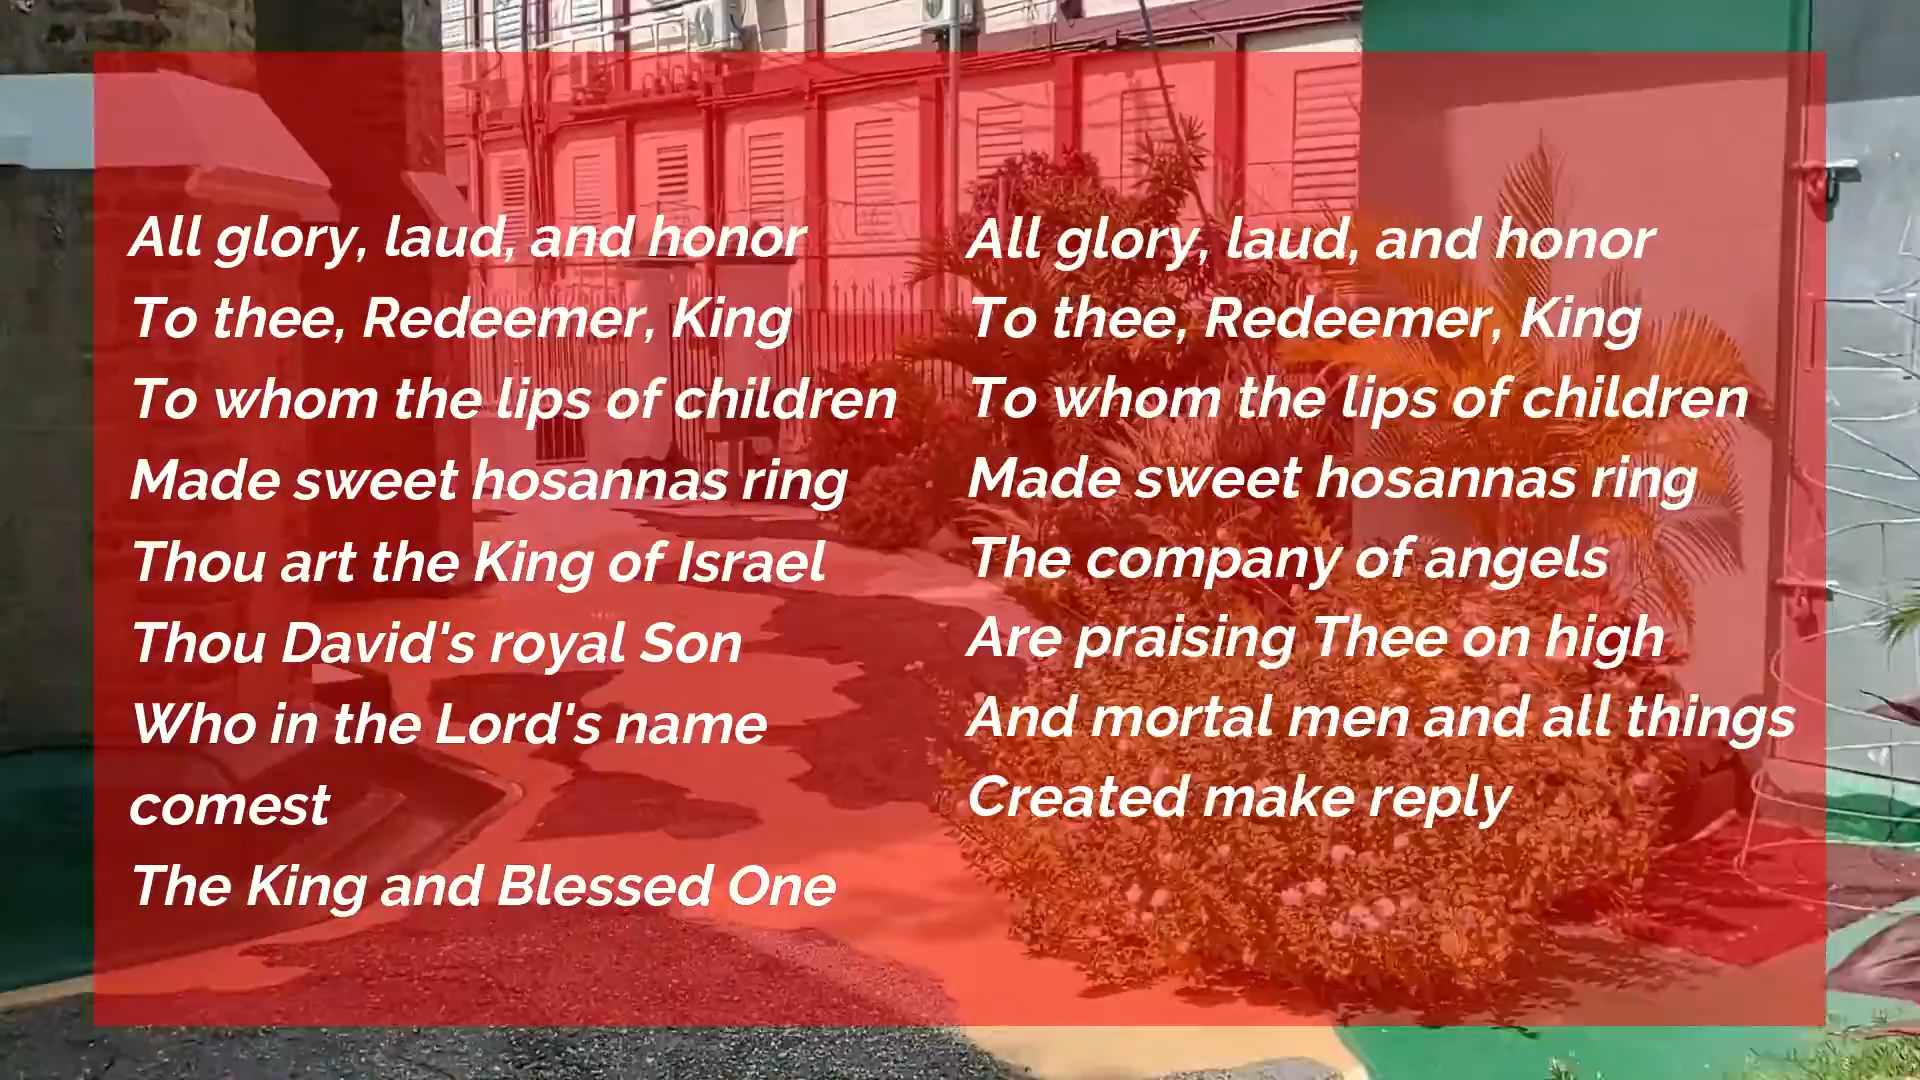 All glory, laud, and honor
To thee, Redeemer, King
To whom the lips of children
Made sweet hosannas ring
Thou art the King of Israel
Thou David's royal Son
Who in the Lord's name
comest
The King and Blessed One
All glory, laud, and honor
To thee, Redeemer, King
To whom the lips of children
Made sweet hosannas ring
The company of angels
Are praising Thee on high
And mortal men and all things
Created make reply